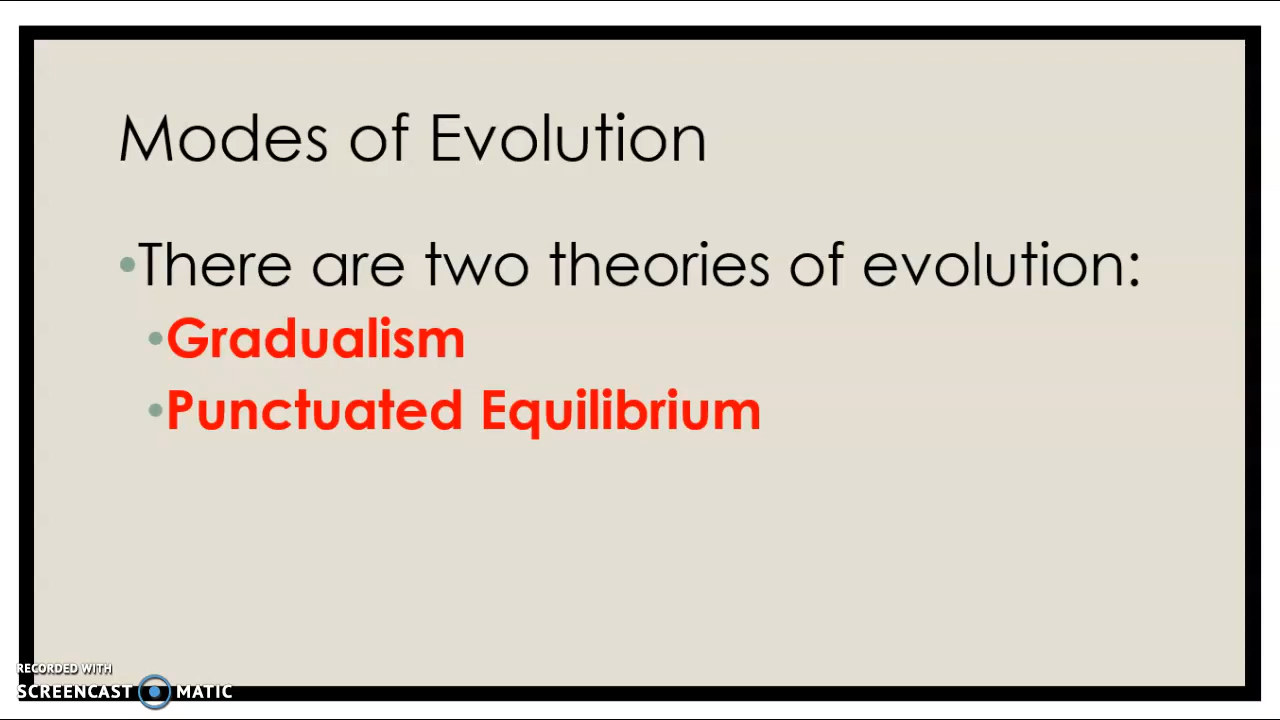 Modes of Evolution
•There are two theories of evolution:
•Gradualism
•Punctuated Equilibrium
RECORDED WITH
SCREENCAST MATIC